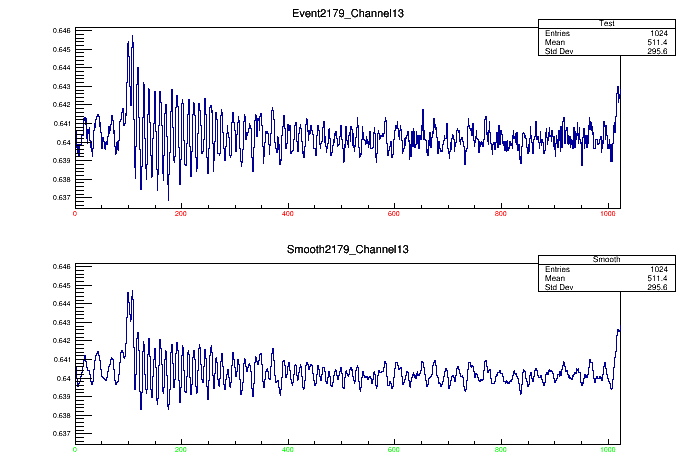 Event2179_Channel13
Test
Entries 1024
Mean 511.4
Std Dev 295.6
0.646
0.645
0.644
0.643
0.642
0.641
0.64
0.639
0.638
0.637
0 200 400 600 800 1000
Smooth2179_Channel13
Smooth
Entries 1024
Mean 511.4
Std Dev 295.6
0.646
0.645
0.644
0.643
0.642
0.641
0.64
0.639
0.638
0.637
0 200 400 600 800 1000